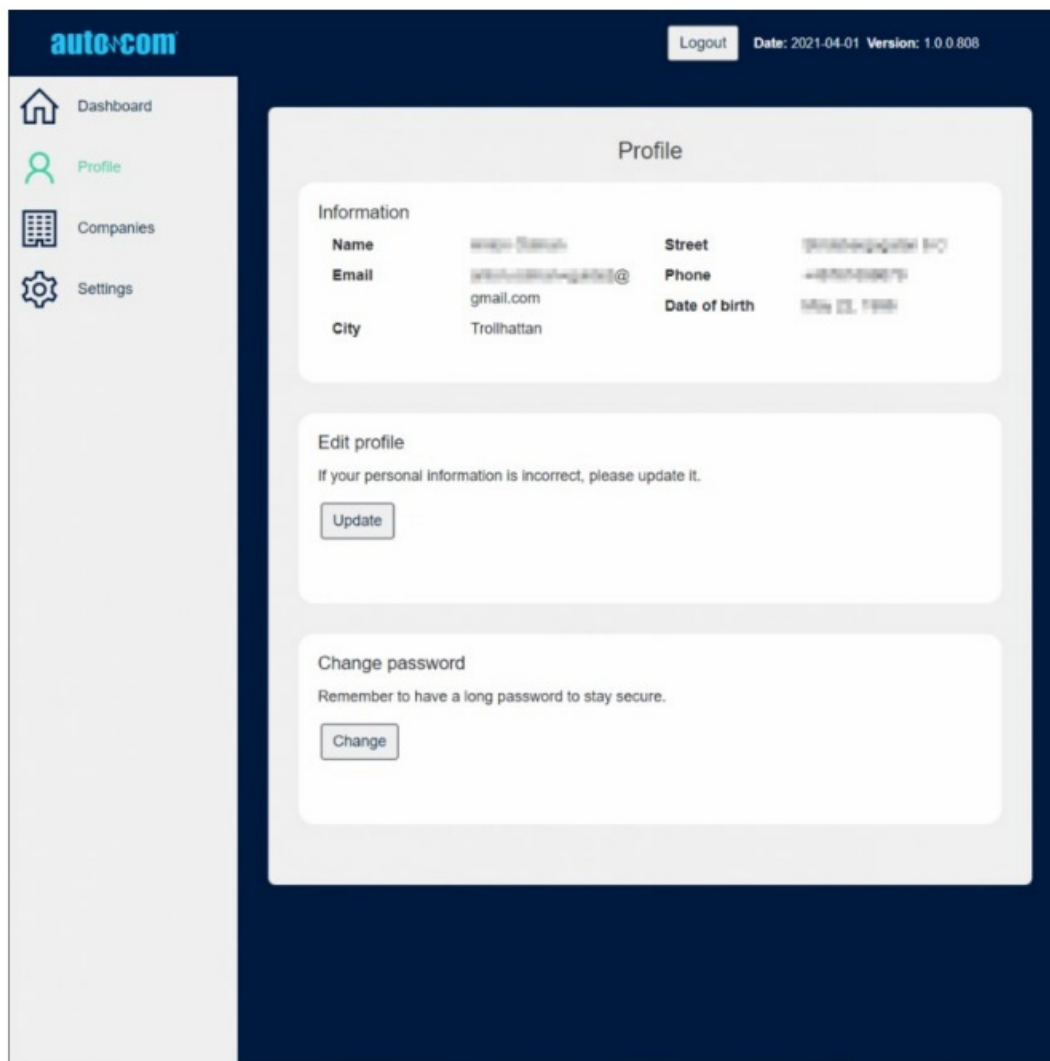 autocom
Logout Date: 2021-04-01 Version: 1.0.0.808
Dashboard
Profile
Companies
Settings
Profile
Information
Name
Street
Email @
gmail.com
Phone
Date of birth
City Trollhattan
Edit profile
If your personal information is incorrect, please update it.
Update
Change password
Remember to have a long password to stay secure.
Change